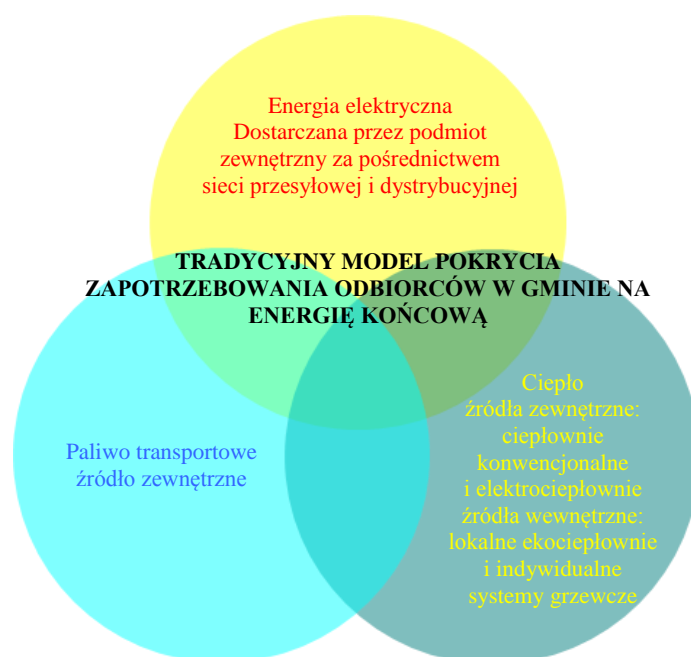 Energia elektryczna
Dostarczana przez podmiot
zewnętrzny za pośrednictwem
sieci przesyłowej i dystrybucyjnej
TRADYCYJNY MODEL POKRYCIA
ZAPOTRZEBOWANIA ODBIORCÓW W GMINIE NA
ENERGIĘ KOŃCOWĄ
Paliwo transportowe
źródło zewnętrzne
Ciepło
źródła zewnętrzne:
ciepłownie
konwencjonalne
i elektrociepłownie
źródła wewnętrzne:
lokalne ekociepłownie
i indywidualne
systemy grzewcze